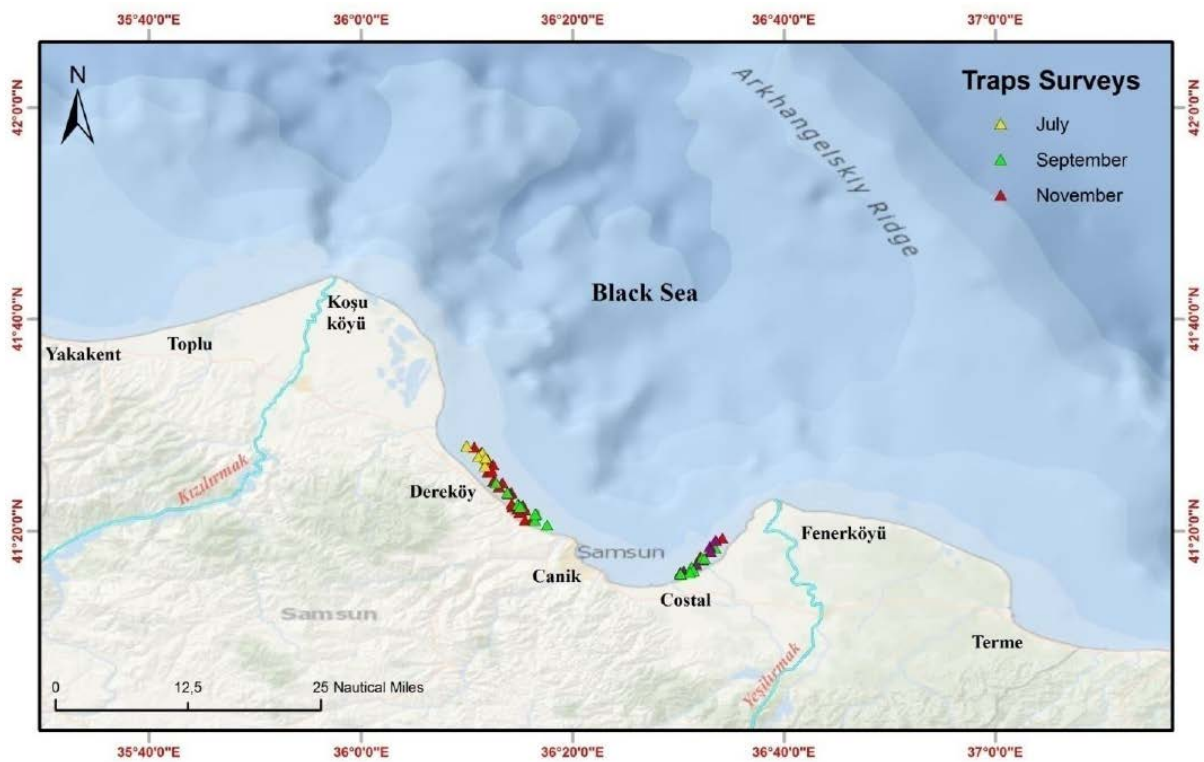 35°40'0"E
36°0'0"E
36°20'0"E
36°40'0"E
37°0'0"E
N
Traps Surveys
July
September
November
42°0'0"N
42°0'0"N
Arkhangelskiy Ridge
Black Sea
Koşu
köyü
41°40'0"N
41°40'0"N
Yakakent
Toplu
Kızılırmak
Dereköy
41°20'0"N
41°20'0"N
Samsun
Fenerköyü
Canik
Costal
Samsun
Terme
Yeşilırmak
0
12,5
25 Nautical Miles
35°40'0"E
36°0'0"E
36°20'0"E
36°40'0"E
37°0'0"E